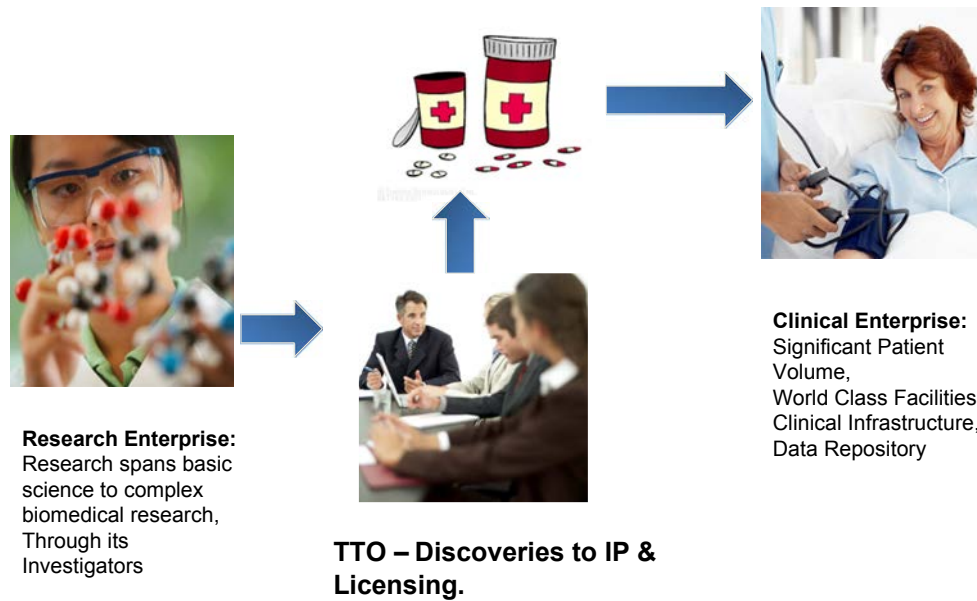 Research Enterprise:
Research spans basic
science to complex
biomedical research,
Through its
Investigators
TTO – Discoveries to IP &
Licensing.
Clinical Enterprise:
Significant Patient
Volume,
World Class Facilities
Clinical Infrastructure,
Data Repository